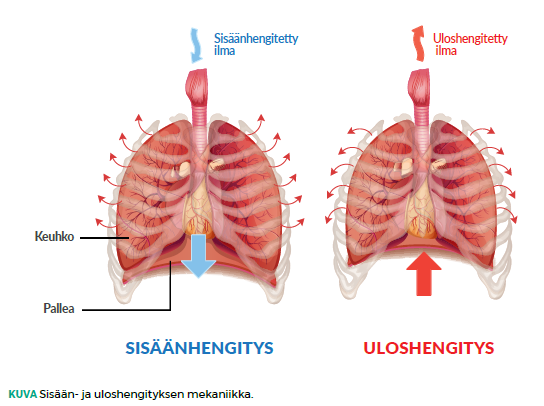 Sisäänhengitetty
ilma
Uloshengitetty
ilma
Keuhko
Pallea
SISÄÄNHENGITYS
ULOSHENGITYS
KUVA Sisään- ja uloshengityksen mekaniikka.